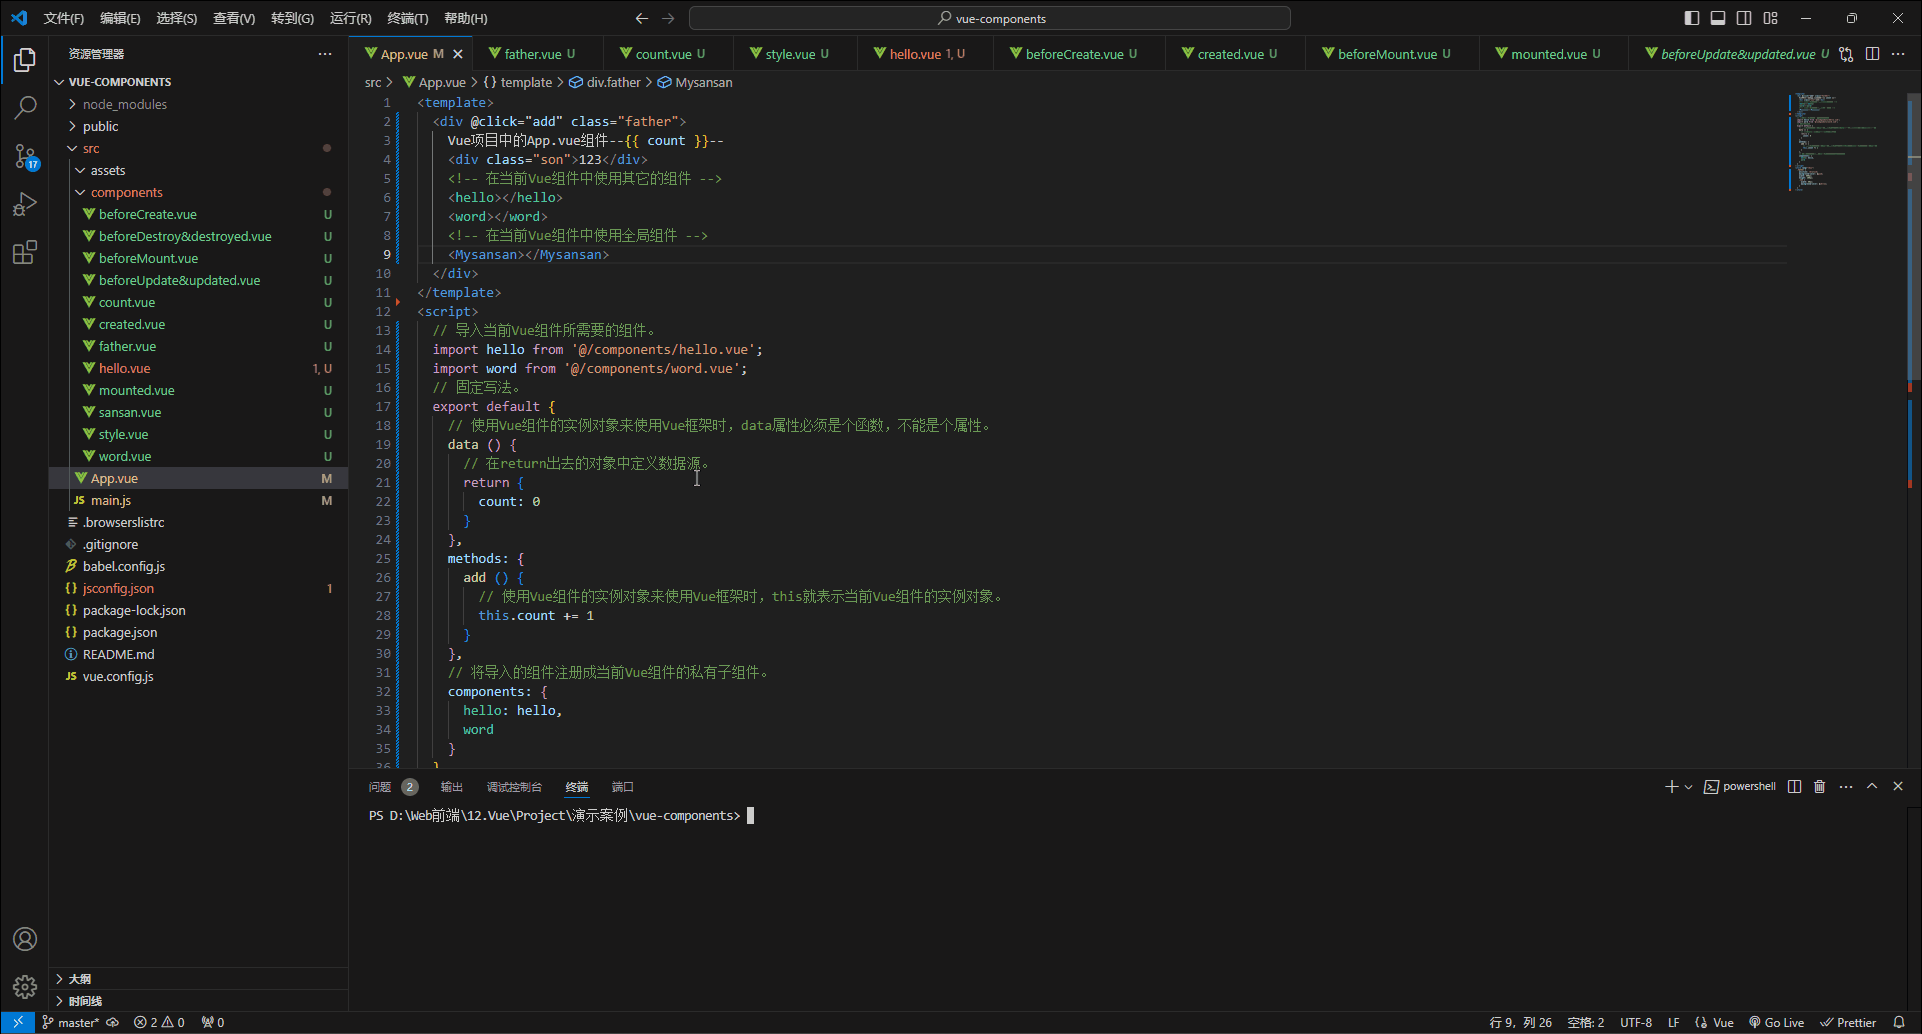 文件(F) 编辑(E) 选择(S) 查看(V) 转到(G) 运行(R) 终端(T) 帮助(H) vue-components
资源管理器
App.vue M father.vue U count.vue U style.vue U hello.vue 1, U beforeCreate.vue U created.vue U beforeMount.vue U mounted.vue U beforeUpdate&updated.vue U
VUE-COMPONENTS
node_modules
public
src
assets
components
beforeCreate.vue U
beforeDestroy&destroyed.vue U
beforeMount.vue U
beforeUpdate&updated.vue U
count.vue U
created.vue U
father.vue U
hello.vue 1, U
mounted.vue U
sansan.vue U
style.vue U
word.vue U
App.vue M
JS main.js M
.browserslistrc
.gitignore
babel.config.js
{} jsconfig.json 1
{} package-lock.json
{} package.json
README.md
JS vue.config.js
大纲
时间线
17
src > App.vue > {} template > div.father > Mysansan
1 <template>
2 <div @click="add" class="father">
3 Vue项目中的App.vue组件--{{ count }}--
4 <div class="son">123</div>
5 <!-- 在当前Vue组件中使用其它的组件 -->
6 <hello></hello>
7 <word></word>
8 <!-- 在当前Vue组件中使用全局组件 -->
9 <Mysansan></Mysansan>
10 </div>
11 </template>
12 <script>
13 // 导入当前Vue组件所需要的组件。
14 import hello from '@/components/hello.vue';
15 import word from '@/components/word.vue';
16 // 固定写法。
17 export default {
18 // 使用Vue组件的实例对象来使用Vue框架时，data属性必须是个函数，不能是个属性。
19 data () {
20 // 在return出去的对象中定义数据源。
21 return {
22 count: 0
23 }
24 },
25 methods: {
26 add () {
27 // 使用Vue组件的实例对象来使用Vue框架时，this就表示当前Vue组件的实例对象。
28 this.count += 1
29 }
30 },
31 // 将导入的组件注册成当前Vue组件的私有子组件。
32 components: {
33 hello: hello,
34 word
35 }
36 }
问题 2 输出 调试控制台 终端 端口 powershell
PS D:\Web前端\12.Vue\Project\演示案例\vue-components>
master* 2 0 0 行 9，列 26 空格: 2 UTF-8 LF Vue Go Live Prettier